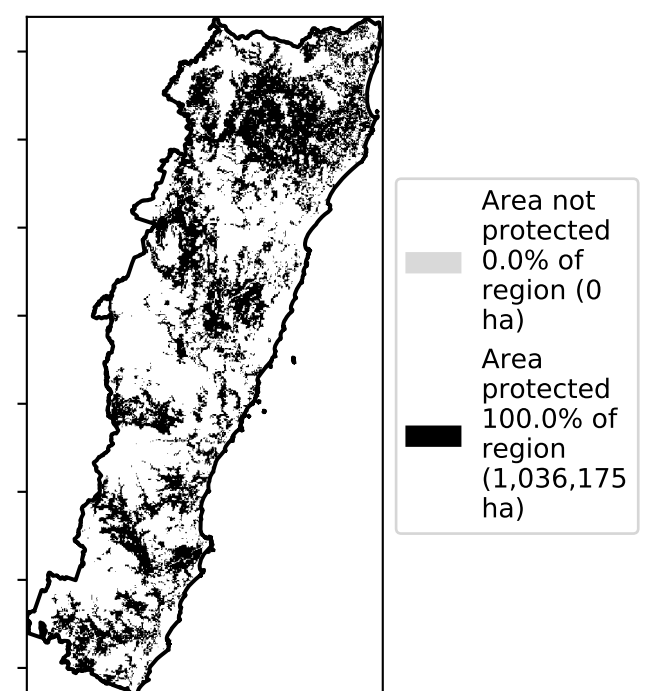 Area not
protected
0.0% of
region (0
ha)
Area
protected
100.0% of
region
(1,036,175
ha)